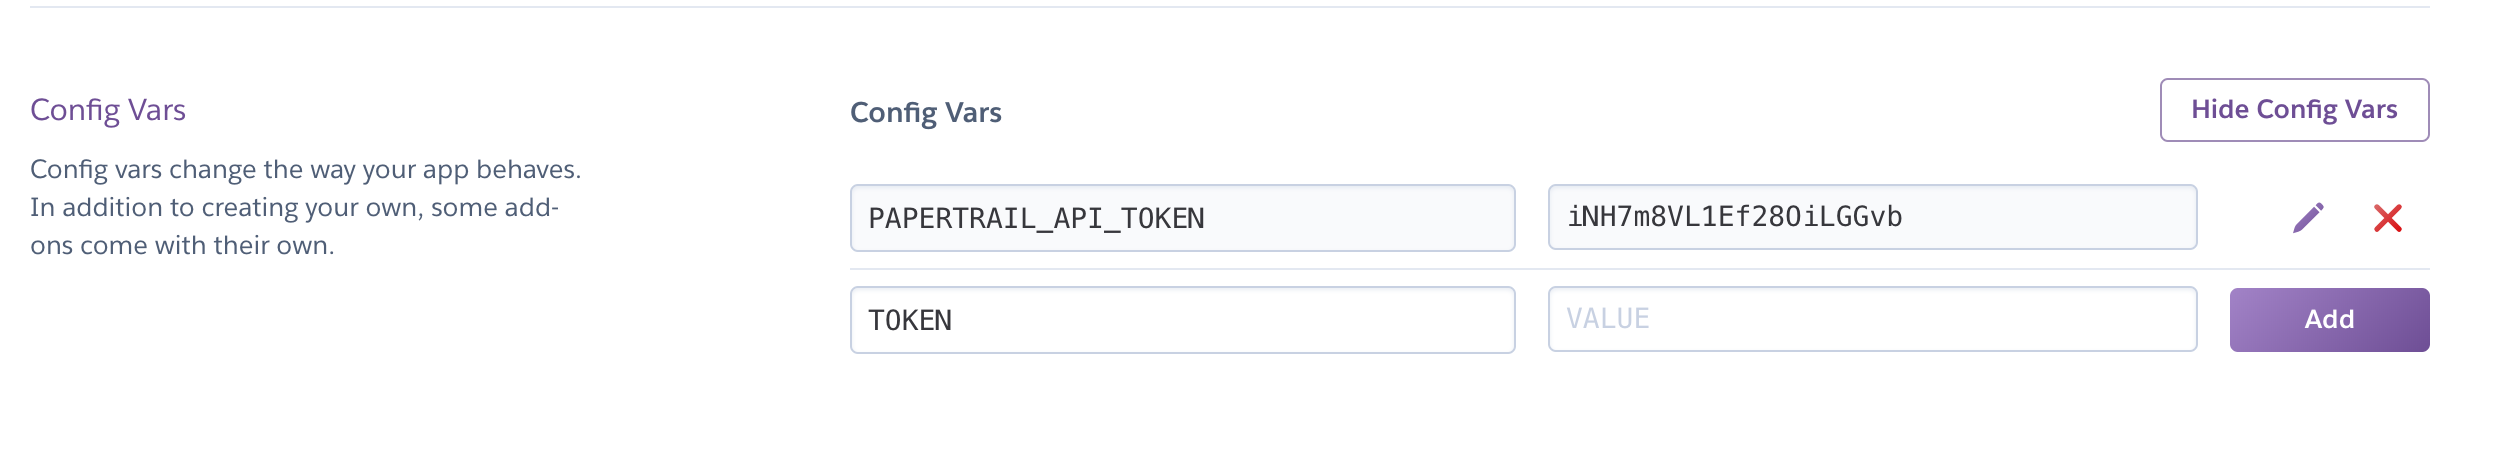 Config Vars
Config vars change the way your app behaves.
In addition to creating your own, some add-
ons come with their own.
Config Vars
Hide Config Vars
PAPERTRAIL_API_TOKEN
iNH7m8VL1Ef280iLGGvb
TOKEN
VALUE
Add